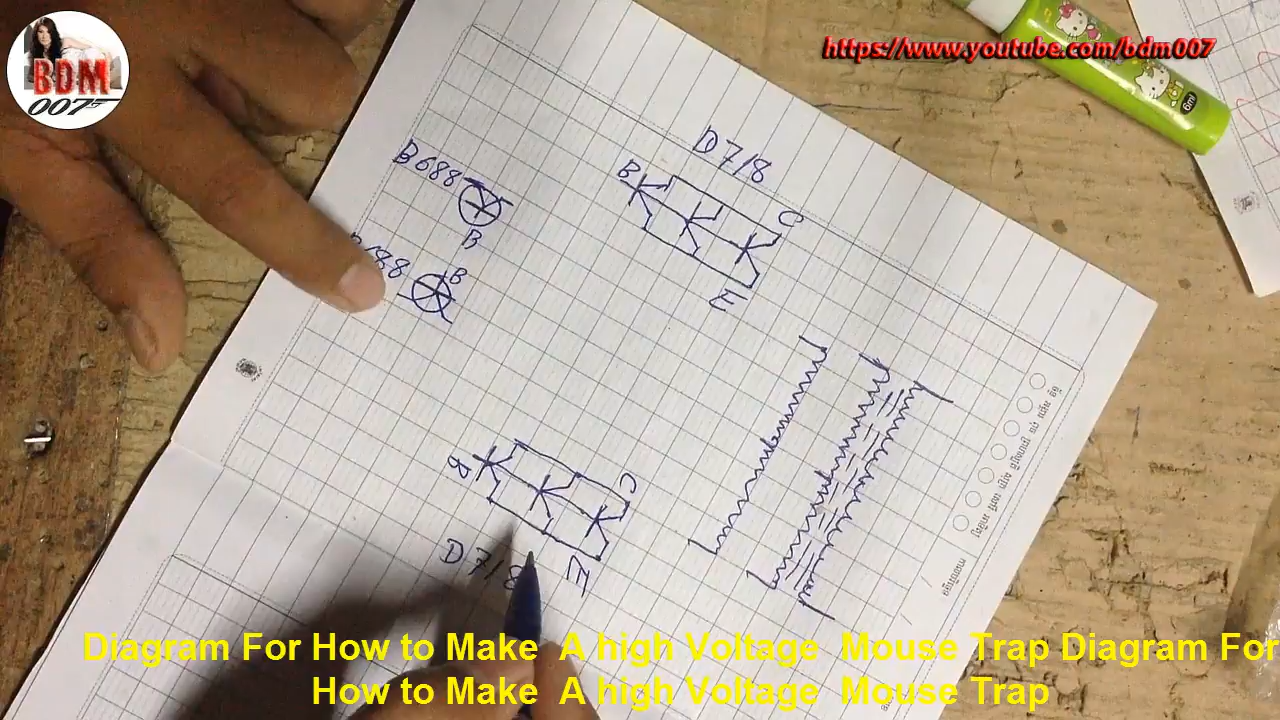 BDM
007
https://www.youtube.com/bdm007
6ml
D718
B
C
E
B688
B
B
C
B
E
D718
Diagram For How to Make A high Voltage Mouse Trap Diagram For
How to Make A high Voltage Mouse Trap